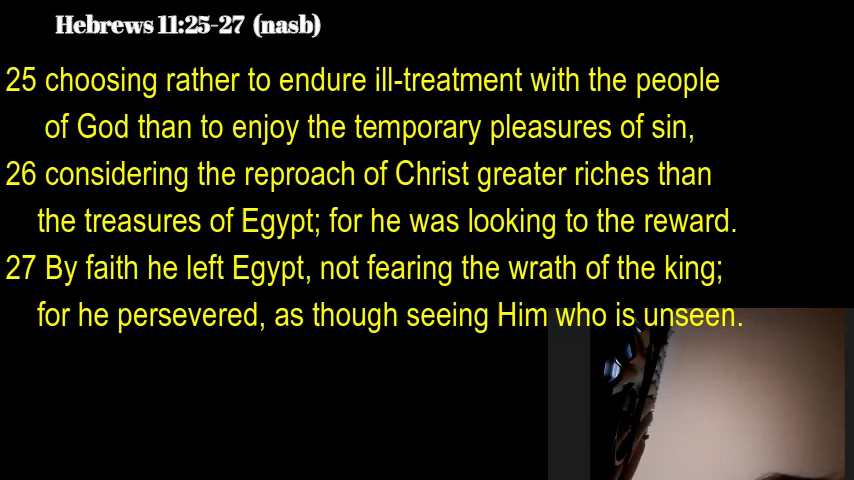 Hebrews 11:25-27 (nasb)
25 choosing rather to endure ill-treatment with the people
of God than to enjoy the temporary pleasures of sin,
26 considering the reproach of Christ greater riches than
the treasures of Egypt; for he was looking to the reward.
27 By faith he left Egypt, not fearing the wrath of the king;
for he persevered, as though seeing Him who is unseen.